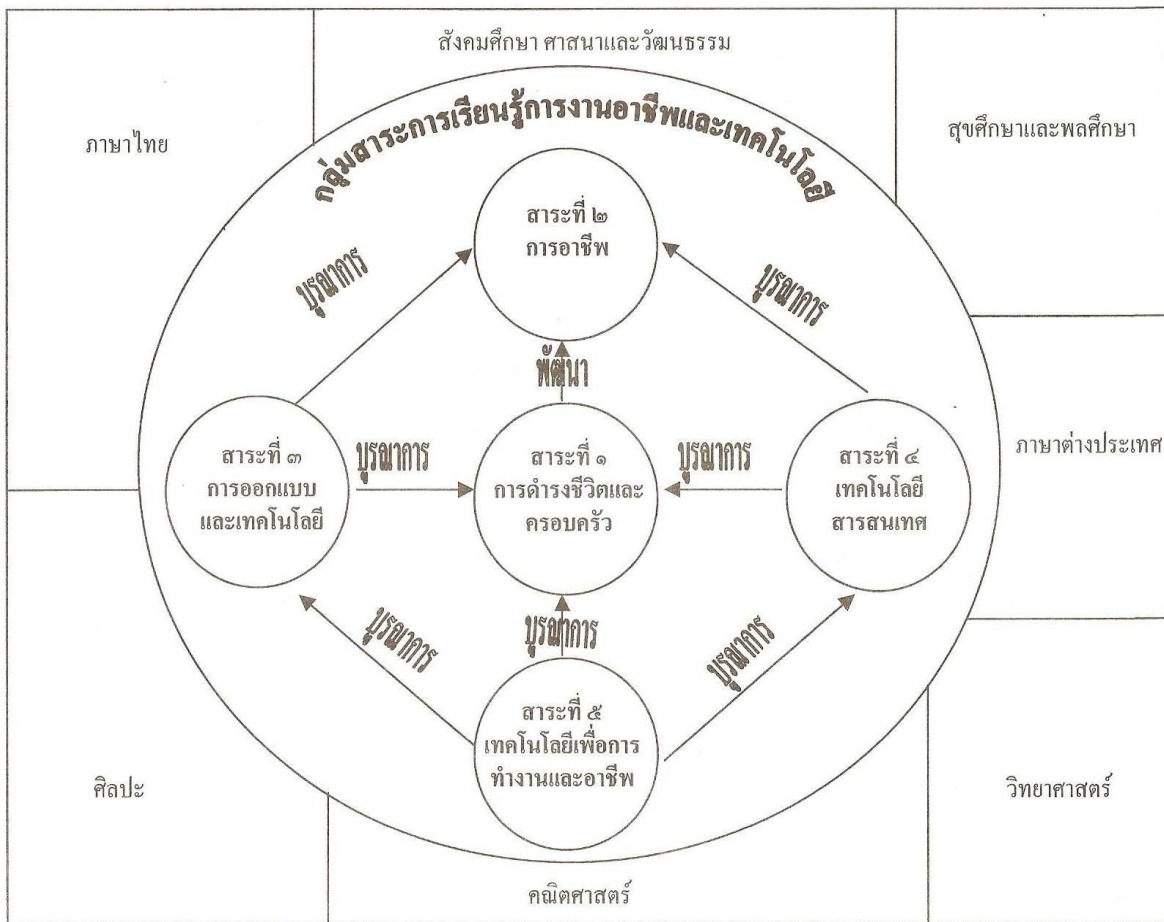 สังคมศึกษา ศาสนาและวัฒนธรรม
ภาษาไทย
สุขศึกษาและพลศึกษา
กลุ่มสาระการเรียนรู้การงานอาชีพและเทคโนโลยี
สาระที่ ๒
การอาชีพ
บูรณาการ
บูรณาการ
พัฒนา
สาระที่ ๓
การออกแบบ
และเทคโนโลยี
บูรณาการ
สาระที่ ๑
การดำรงชีวิตและ
ครอบครัว
บูรณาการ
สาระที่ ๔
เทคโนโลยี
สารสนเทศ
ภาษาต่างประเทศ
บูรณาการ
บูรณาการ
บูรณาการ
สาระที่ ๕
เทคโนโลยีเพื่อการ
ทำงานและอาชีพ
ศิลปะ
วิทยาศาสตร์
คณิตศาสตร์